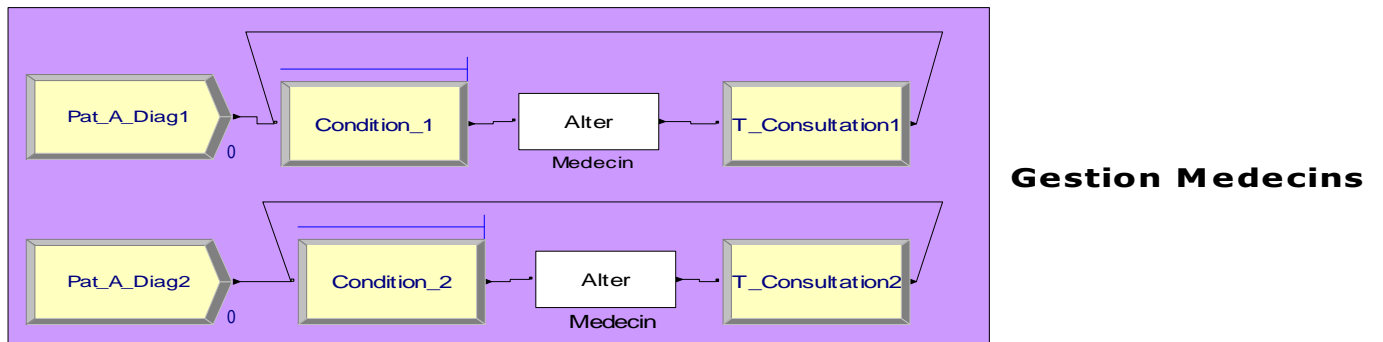 Pat_A_Diag1
0
Condition_1
Alter
Medecin
T_Consultation1
Gestion Medecins
Pat_A_Diag2
0
Condition_2
Alter
Medecin
T_Consultation2